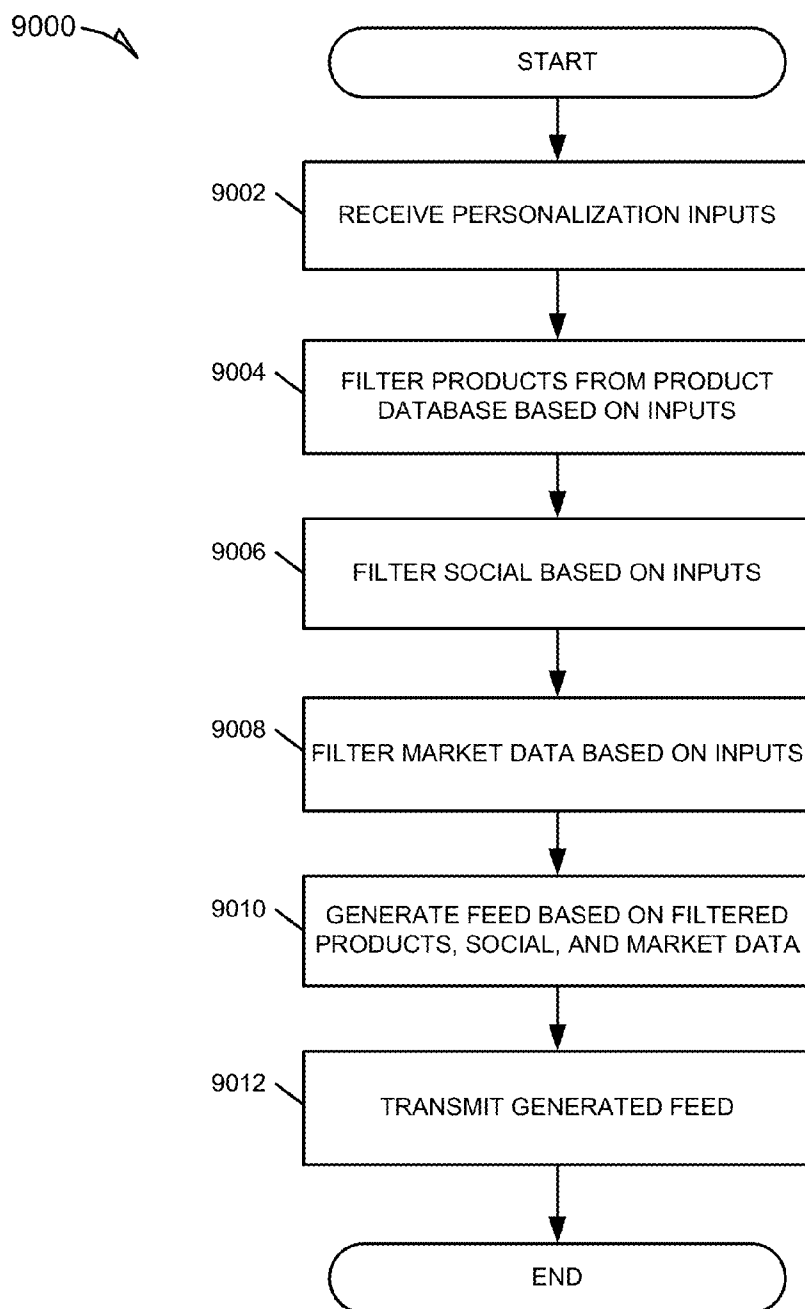 9000
START
9002
RECEIVE PERSONALIZATION INPUTS
9004
FILTER PRODUCTS FROM PRODUCT
DATABASE BASED ON INPUTS
9006
FILTER SOCIAL BASED ON INPUTS
9008
FILTER MARKET DATA BASED ON INPUTS
9010
GENERATE FEED BASED ON FILTERED
PRODUCTS, SOCIAL, AND MARKET DATA
9012
TRANSMIT GENERATED FEED
END